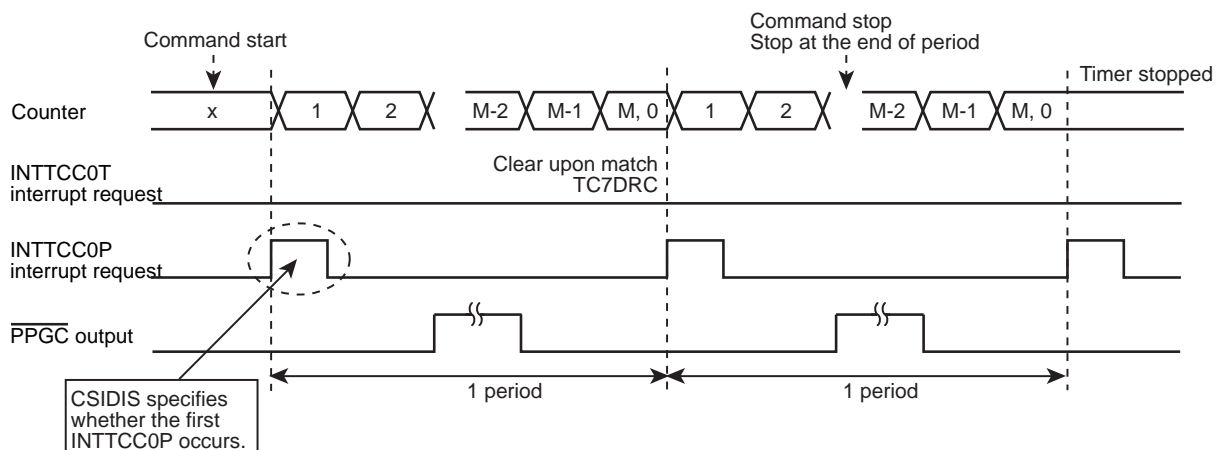 Command start
Command stop
Stop at the end of period
Timer stopped
Counter x 1 2 M-2 M-1 M, 0 1 2 M-2 M-1 M, 0
INTTCC0T
interrupt request
Clear upon match
TC7DRC
INTTCC0P
interrupt request
PPGC output
1 period 1 period
CSIDIS specifies
whether the first
INTTCC0P occurs.